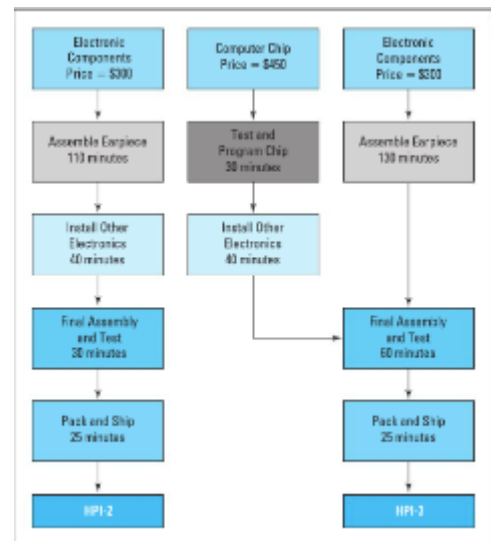 Electronic
Components
Price = $300
Computer Chip
Price = $450
Electronic
Components
Price = $300
Assemble Earpiece
110 minutes
Test and
Program Chip
30 minutes
Assemble Earpiece
130 minutes
Install Other
Electronics
40 minutes
Install Other
Electronics
40 minutes
Final Assembly
and Test
30 minutes
Final Assembly
and Test
60 minutes
Pack and Ship
25 minutes
Pack and Ship
25 minutes
HPI-2
HPI-3